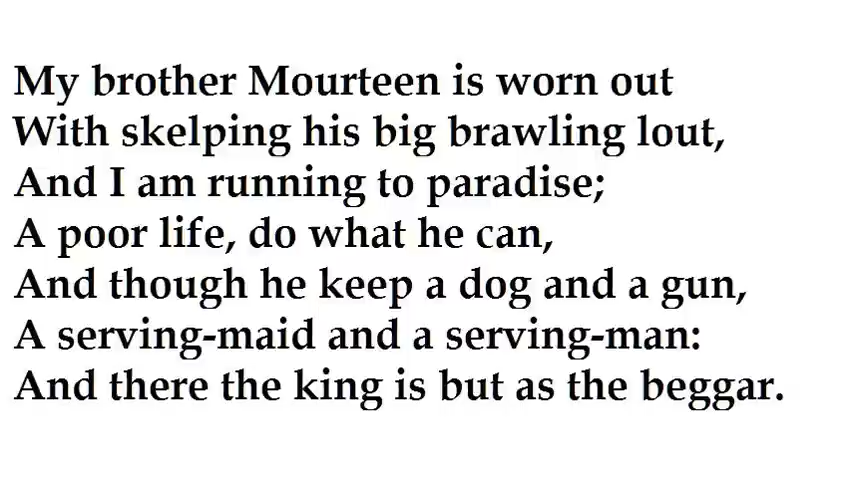 My brother Mourteen is worn out
With skelping his big brawling lout,
And I am running to paradise;
A poor life, do what he can,
And though he keep a dog and a gun,
A serving-maid and a serving-man:
And there the king is but as the beggar.